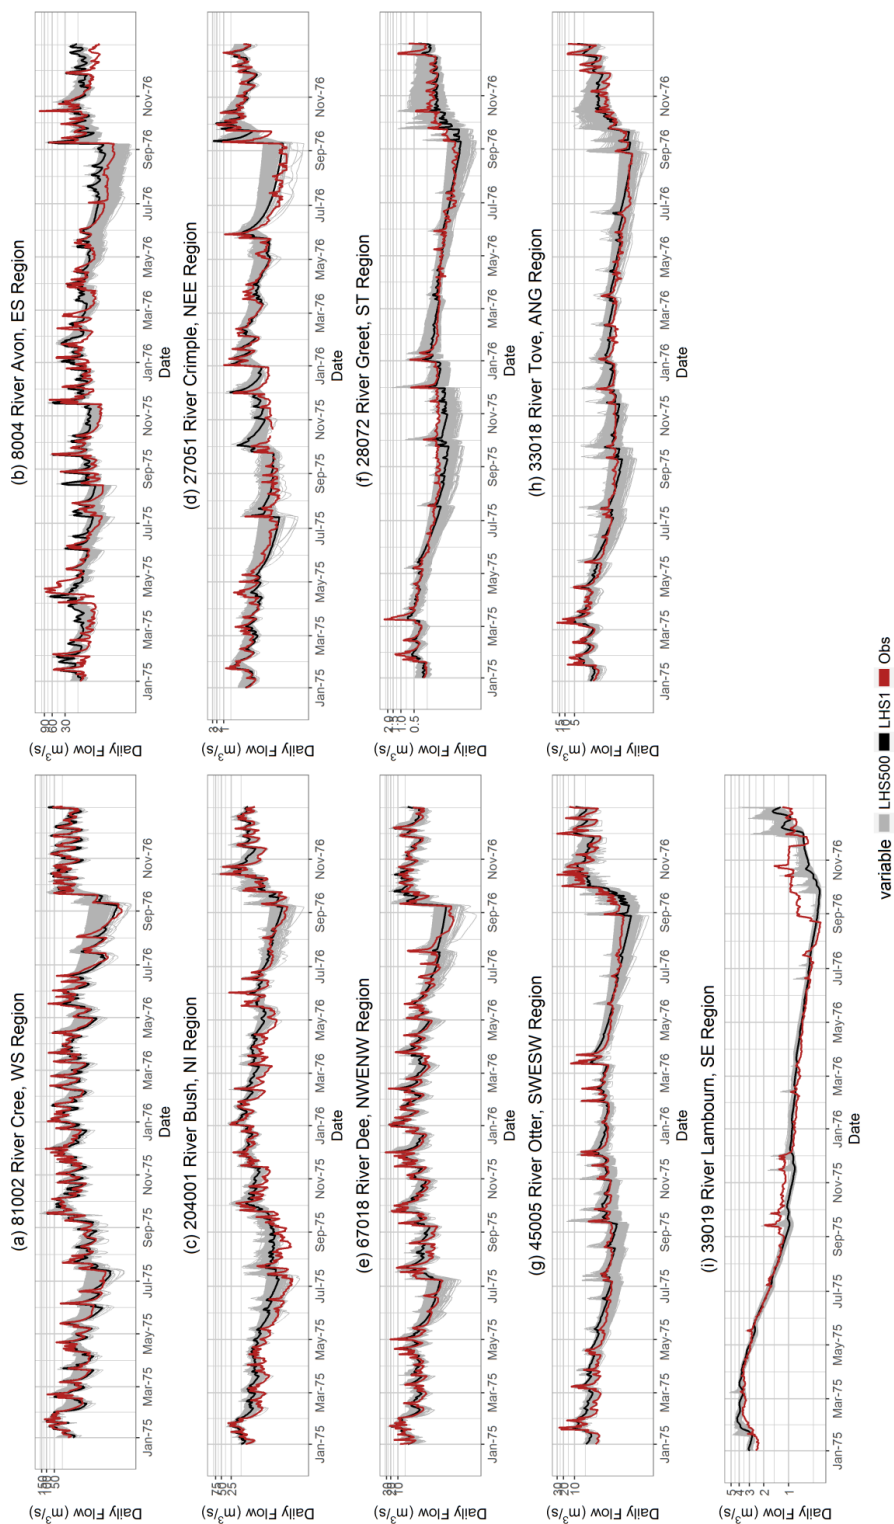 (a) 81002 River Cree, WS Region
Daily Flow (m³/s)
150
100
50
Jan-75 Mar-75 May-75 Jul-75 Sep-75 Nov-75 Jan-76 Mar-76 May-76 Jul-76 Sep-76 Nov-76
Date
(b) 8004 River Avon, ES Region
Daily Flow (m³/s)
90
60
30
Jan-75 Mar-75 May-75 Jul-75 Sep-75 Nov-75 Jan-76 Mar-76 May-76 Jul-76 Sep-76 Nov-76
Date
(c) 204001 River Bush, NI Region
Daily Flow (m³/s)
75
50
25
Jan-75 Mar-75 May-75 Jul-75 Sep-75 Nov-75 Jan-76 Mar-76 May-76 Jul-76 Sep-76 Nov-76
Date
(d) 27051 River Crimple, NEE Region
Daily Flow (m³/s)
3
2
1
Jan-75 Mar-75 May-75 Jul-75 Sep-75 Nov-75 Jan-76 Mar-76 May-76 Jul-76 Sep-76 Nov-76
Date
(e) 67018 River Dee, NWENW Region
Daily Flow (m³/s)
30
20
10
Jan-75 Mar-75 May-75 Jul-75 Sep-75 Nov-75 Jan-76 Mar-76 May-76 Jul-76 Sep-76 Nov-76
Date
(f) 28072 River Greet, ST Region
Daily Flow (m³/s)
2.0
1.5
1.0
0.5
Jan-75 Mar-75 May-75 Jul-75 Sep-75 Nov-75 Jan-76 Mar-76 May-76 Jul-76 Sep-76 Nov-76
Date
(g) 45005 River Otter, SWESW Region
Daily Flow (m³/s)
30
20
10
Jan-75 Mar-75 May-75 Jul-75 Sep-75 Nov-75 Jan-76 Mar-76 May-76 Jul-76 Sep-76 Nov-76
Date
(h) 33018 River Tove, ANG Region
Daily Flow (m³/s)
15
10
5
Jan-75 Mar-75 May-75 Jul-75 Sep-75 Nov-75 Jan-76 Mar-76 May-76 Jul-76 Sep-76 Nov-76
Date
(i) 39019 River Lambourn, SE Region
Daily Flow (m³/s)
5
4
3
2
1
Jan-75 Mar-75 May-75 Jul-75 Sep-75 Nov-75 Jan-76 Mar-76 May-76 Jul-76 Sep-76 Nov-76
Date
variable LHS500 LHS1 Obs